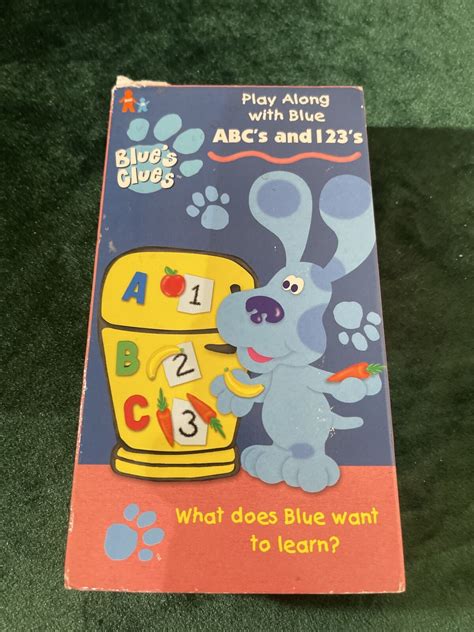 Play Along
with Blue
ABC's and 123's
Blue's
Clues
A 1
B 2
C 3
What does Blue want
to learn?